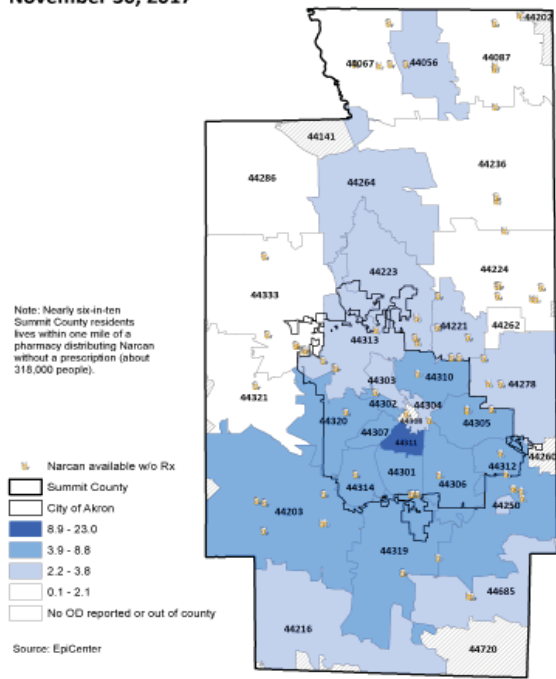 November 30, 2017
44202
44067
44056
44087
44141
44286
44264
44236
44223
44224
44333
Note: Nearly six-in-ten
Summit County residents
lives within one mile of a
pharmacy distributing Narcan
without a prescription (about
318,000 people).
44221
44262
44313
44310
44303
44278
44321
44302
44304
44320
44305
44308
44307
44311
44312
44260
44301
44306
44314
44250
44203
44319
44685
44216
44720
Narcan available w/o Rx
Summit County
City of Akron
8.9 - 23.0
3.9 - 8.8
2.2 - 3.8
0.1 - 2.1
No OD reported or out of county
Source: EpiCenter